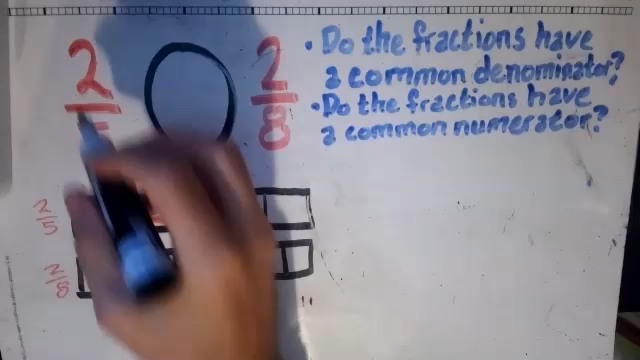 2 2
8
• Do the fractions have
a common denominator?
• Do the fractions have
a common numerator?
2
5
2
8